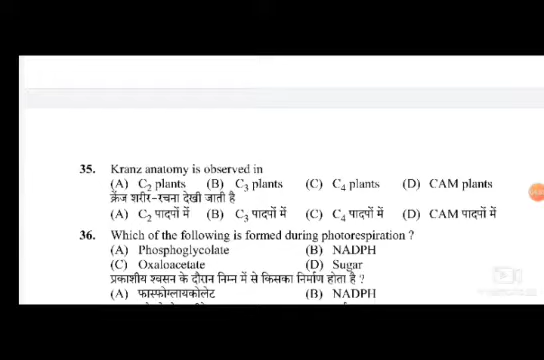 35. Kranz anatomy is observed in
(A) C₂ plants (B) C₃ plants (C) C₄ plants (D) CAM plants
क्रेंज शरीर-रचना देखी जाती है
(A) C₂ पादपों में (B) C₃ पादपों में (C) C₄ पादपों में (D) CAM पादपों में
36. Which of the following is formed during photorespiration ?
(A) Phosphoglycolate (B) NADPH
(C) Oxaloacetate (D) Sugar
प्रकाशीय श्वसन के दौरान निम्न में से किसका निर्माण होता है ?
(A) फास्फोग्लायकोलेट (B) NADPH